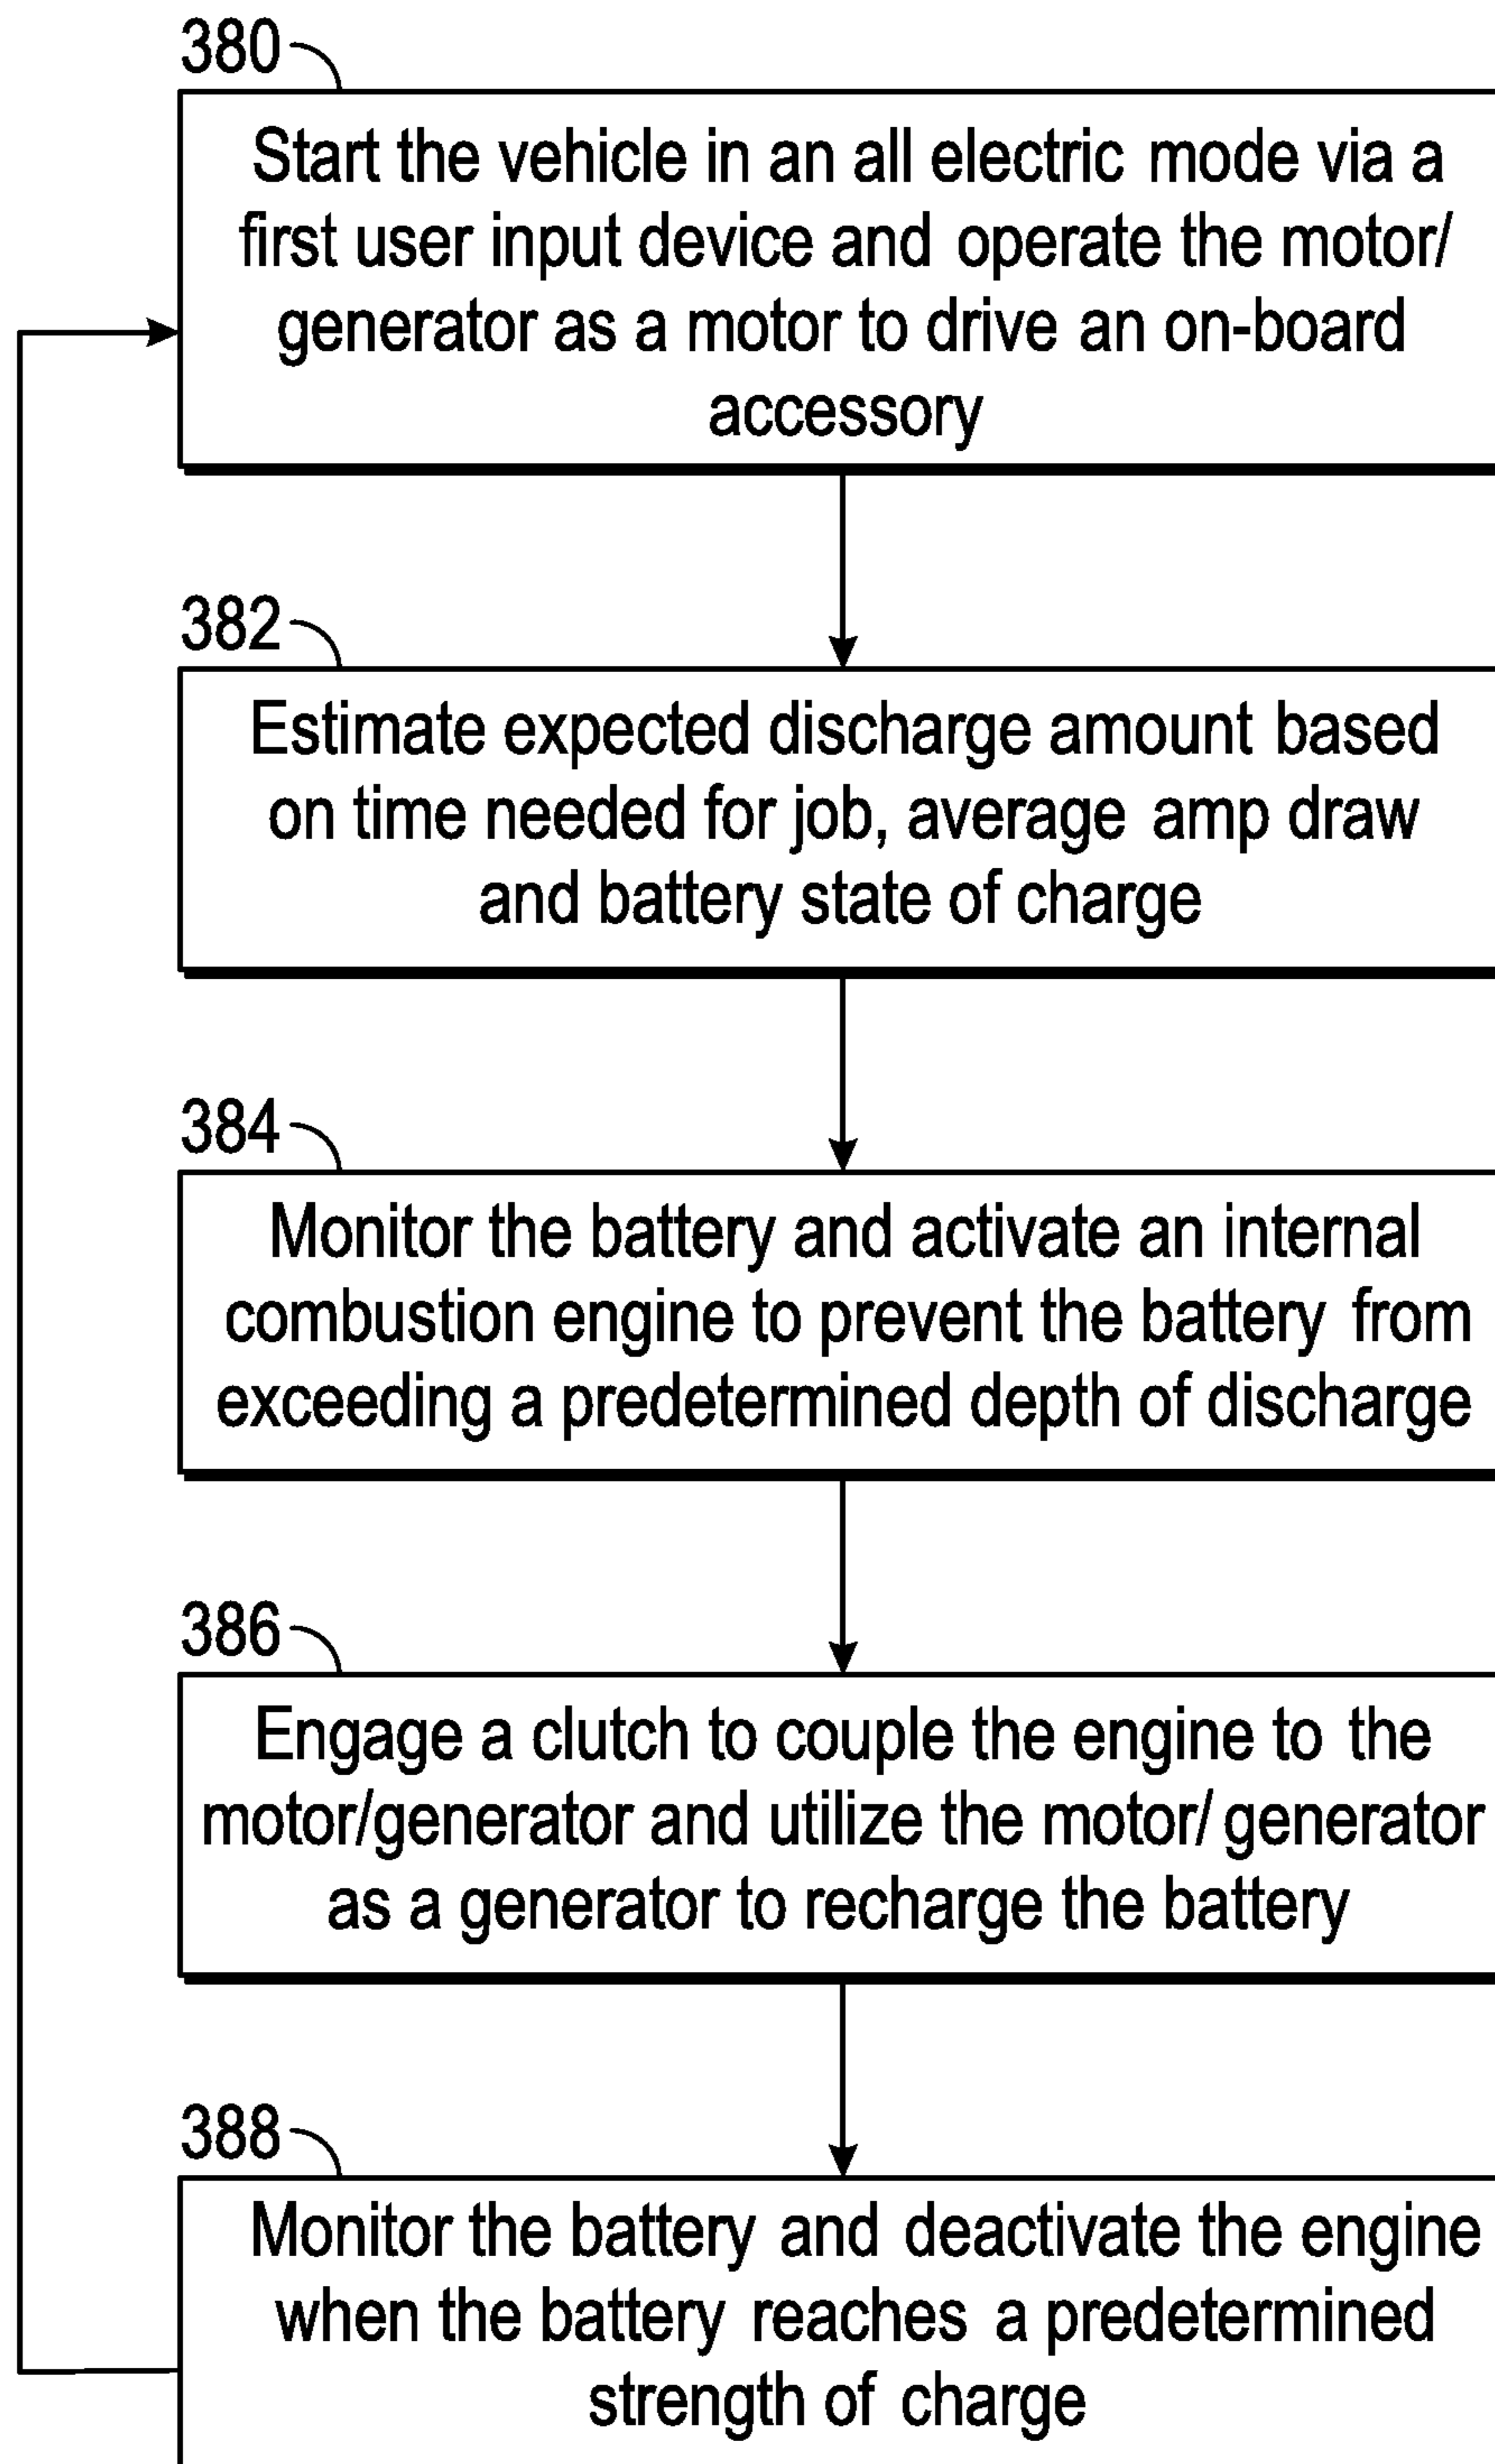 380
Start the vehicle in an all electric mode via a
first user input device and operate the motor/
generator as a motor to drive an on-board
accessory
382
Estimate expected discharge amount based
on time needed for job, average amp draw
and battery state of charge
384
Monitor the battery and activate an internal
combustion engine to prevent the battery from
exceeding a predetermined depth of discharge
386
Engage a clutch to couple the engine to the
motor/generator and utilize the motor/ generator
as a generator to recharge the battery
388
Monitor the battery and deactivate the engine
when the battery reaches a predetermined
strength of charge